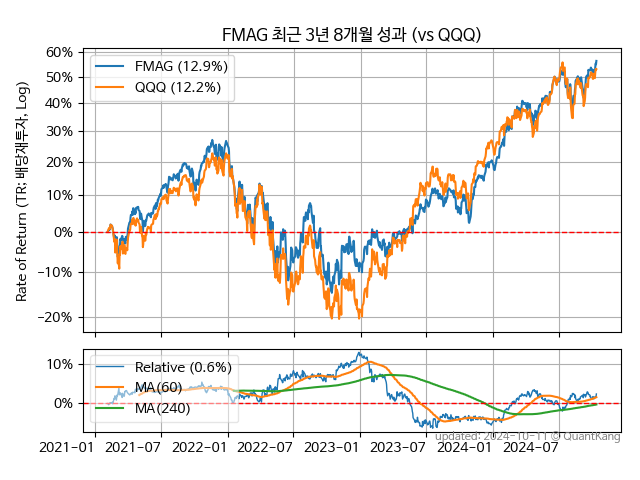 FMAG 최근 3년 8개월 성과 (vs QQQ)
Rate of Return (TR: 배당재투자, Log)
60%
50%
40%
30%
20%
10%
0%
−10%
−20%
FMAG (12.9%)
QQQ (12.2%)
10%
0%
Relative (0.6%)
MA(60)
MA(240)
2021−01 2021−07 2022−01 2022−07 2023−01 2023−07 2024−01 2024−07
updated: 2024-10-11 © QuantKang